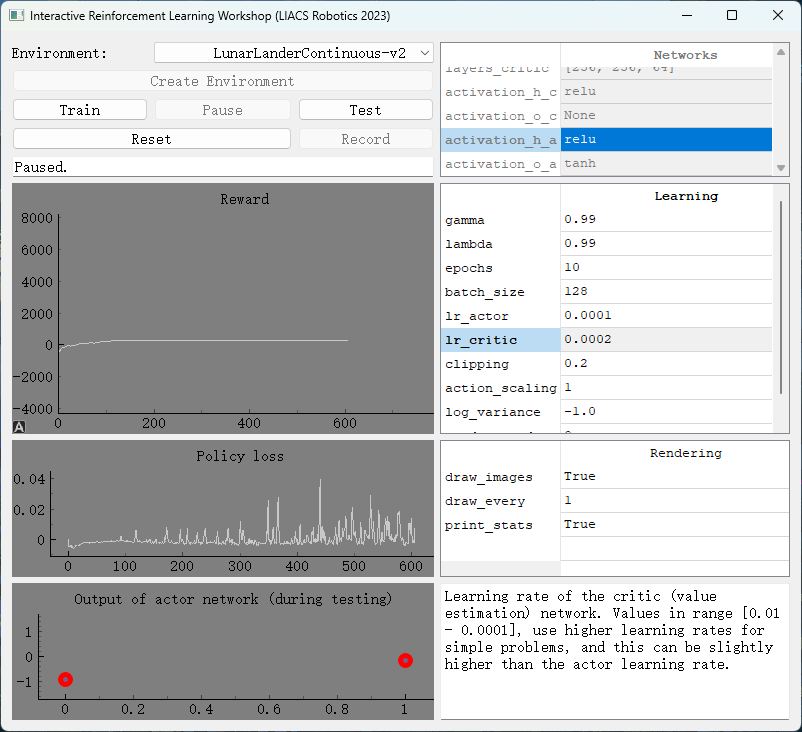 Interactive Reinforcement Learning Workshop (LIACS Robotics 2023)
Environment: LunarLanderContinuous-v2
Create Environment
Train Pause Test
Reset Record
Paused.
Networks
layers_critic [256, 256, 64]
activation_h_c relu
activation_o_c None
activation_h_a relu
activation_o_a tanh
Reward
8000
6000
4000
2000
0
-2000
-4000
0 200 400 600
A
Learning
gamma 0.99
lambda 0.99
epochs 10
batch_size 128
lr_actor 0.0001
lr_critic 0.0002
clipping 0.2
action_scaling 1
log_variance -1.0
Policy loss
0.04
0.02
0
0 100 200 300 400 500 600
Rendering
draw_images True
draw_every 1
print_stats True
Output of actor network (during testing)
1
0
-1
0 0.2 0.4 0.6 0.8 1
Learning rate of the critic (value
estimation) network. Values in range [0.01
- 0.0001], use higher learning rates for
simple problems, and this can be slightly
higher than the actor learning rate.